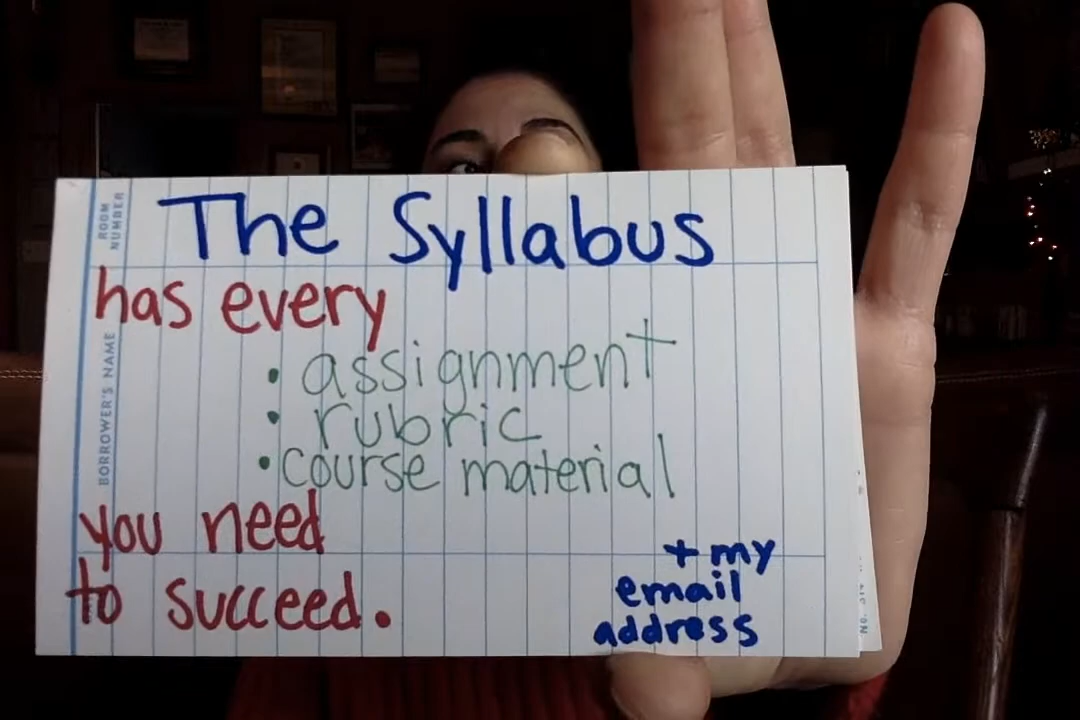 The Syllabus
has every
• assignment
• rubric
• course material
you need
to succeed.
+ my
email
address
ROOM
NUMBER
BORROWER'S NAME